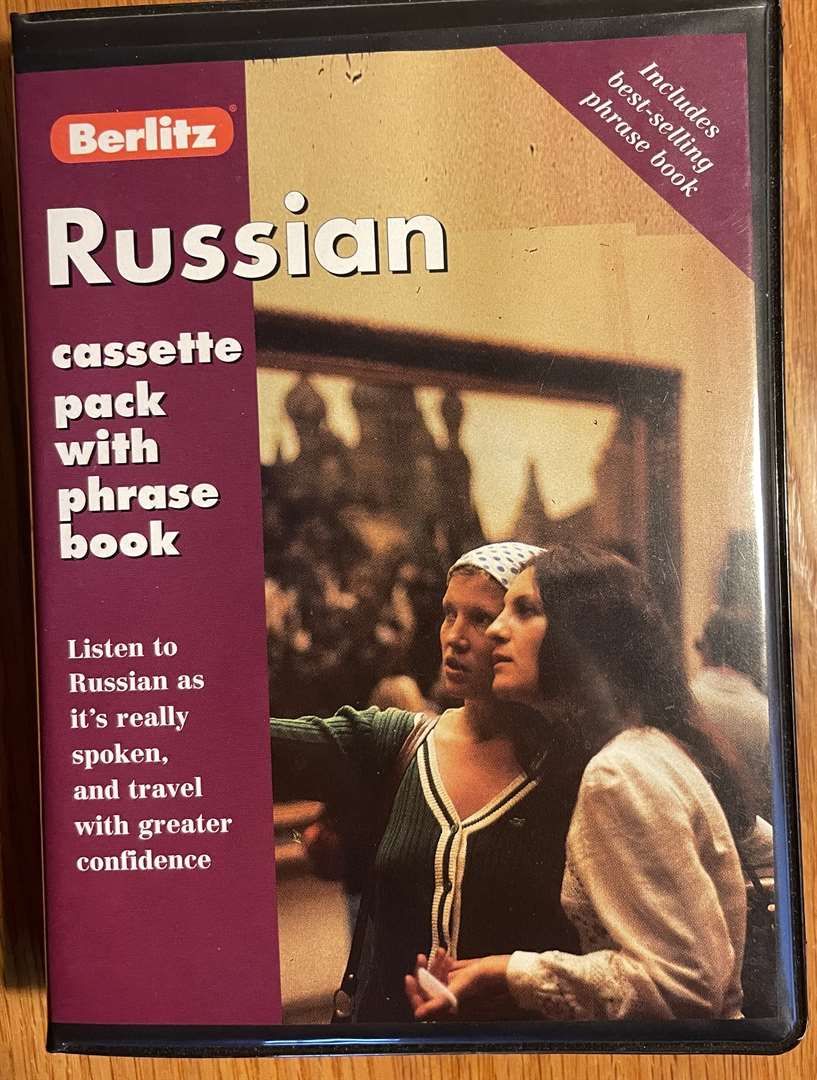 Includes
best-selling
phrase book
Berlitz®
Russian
cassette
pack
with
phrase
book
Listen to
Russian as
it's really
spoken,
and travel
with greater
confidence